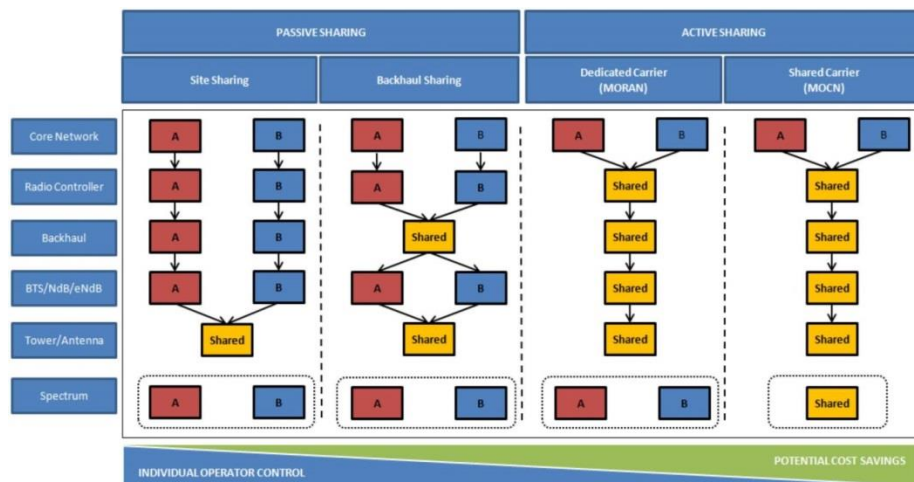 PASSIVE SHARING
ACTIVE SHARING
Site Sharing
Backhaul Sharing
Dedicated Carrier
(MORAN)
Shared Carrier
(MOCN)
Core Network
A
B
A
B
A
B
A
B
Radio Controller
A
B
A
B
Shared
Shared
Backhaul
A
B
Shared
Shared
Shared
BTS/NdB/eNdB
A
B
A
B
Shared
Shared
Tower/Antenna
Shared
Shared
Shared
Shared
Spectrum
A
B
A
B
A
B
Shared
INDIVIDUAL OPERATOR CONTROL
POTENTIAL COST SAVINGS